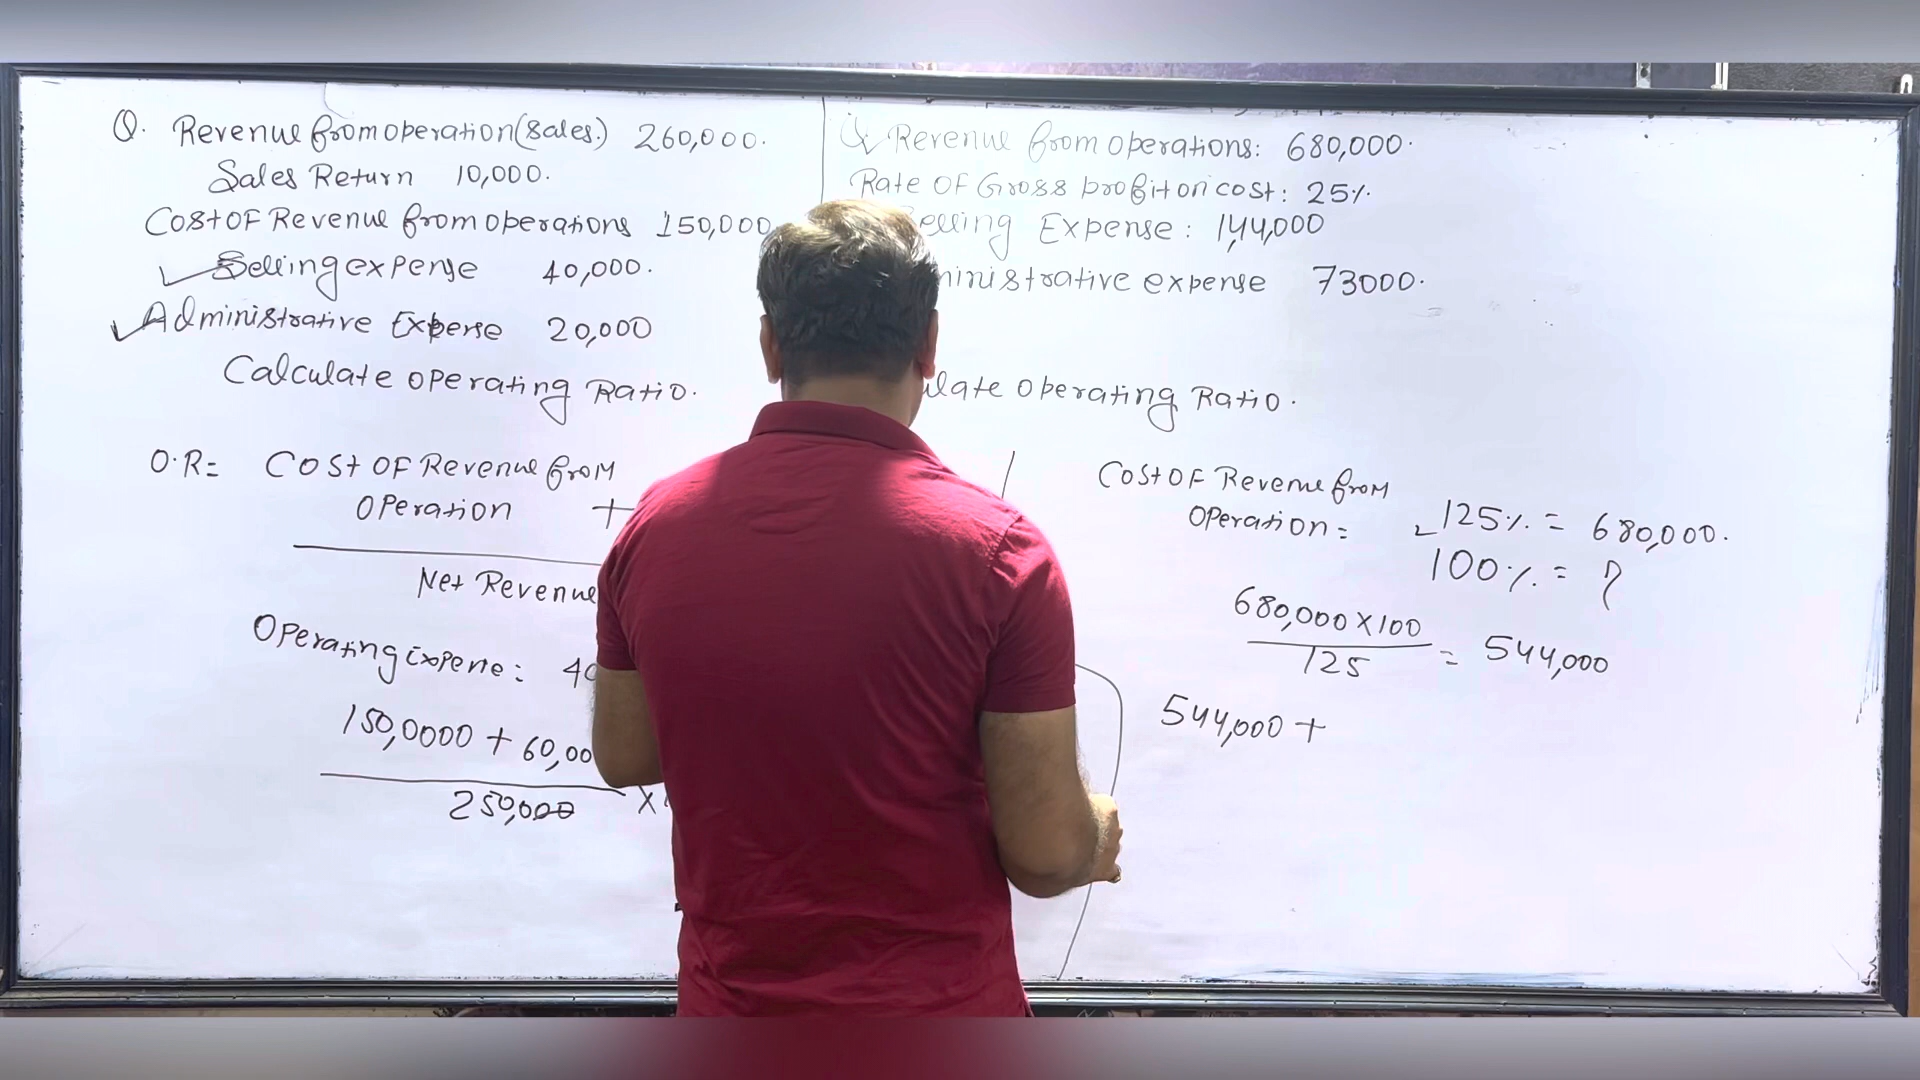 Q. Revenue from operation(sales.) 260,000.
Sales Return 10,000.
Cost OF Revenue from operations 150,000
Selling expense 40,000.
Administrative Expense 20,000
Calculate operating Ratio.
O.R= Cost OF Revenue from
operation +
Net Revenue
Operating Expense:
150,0000 + 60,00
250,000 ×
Q. Revenue from operations: 680,000.
Rate OF Gross profit on cost: 25%.
elling Expense: 144,000
ministrative expense 73000.
ulate operating Ratio.
Cost OF Revenue from
Operation =
125% = 680,000.
100% = ?
680,000 × 100
125 = 544,000
544,000 +